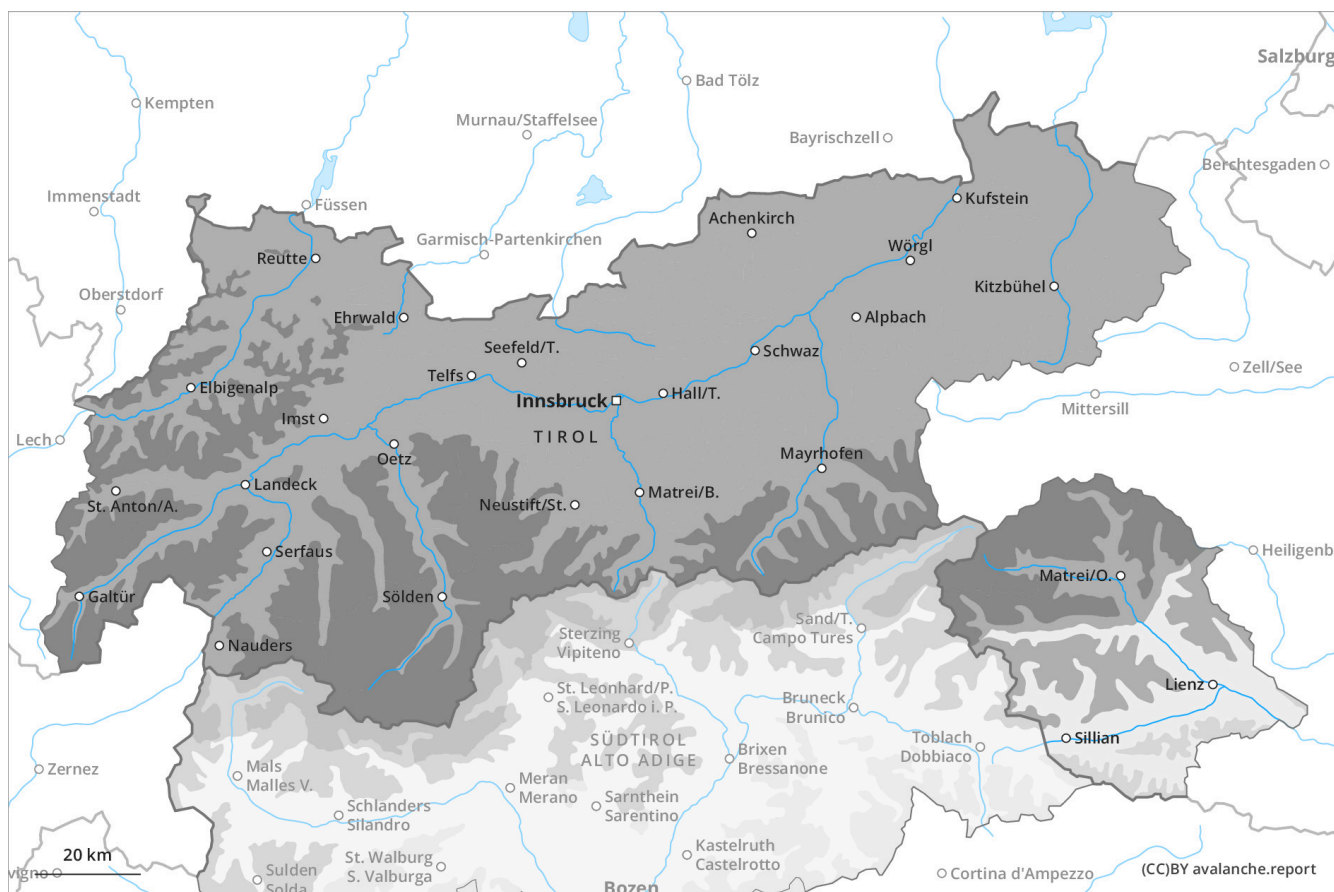 Salzburg
Bad Tölz
Kempten
Murnau/Staffelsee
Bayrischzell
Berchtesgaden
Immenstadt
Füssen
Kufstein
Achenkirch
Garmisch-Partenkirchen
Wörgl
Reutte
Kitzbühel
Oberstdorf
Ehrwald
Alpbach
Seefeld/T.
Schwaz
Zell/See
Telfs
Elbigenalp
Innsbruck
Hall/T.
Mittersill
Imst
TIROL
Lech
Oetz
Mayrhofen
Landeck
Matrei/B.
St. Anton/A.
Neustift/St.
Serfaus
Heiligenb
Matrei/O.
Galtür
Sölden
Sand/T.
Campo Tures
Sterzing
Vipiteno
Nauders
Lienz
St. Leonhard/P.
S. Leonardo i. P.
Bruneck
Brunico
SÜDTIROL
ALTO ADIGE
Sillian
Toblach
Dobbiaco
Brixen
Bressanone
Zernez
Mals
Malles V.
Meran
Merano
Schlanders
Silandro
Sarnthein
Sarentino
Kastelruth
Castelrotto
20 km
St. Walburg
S. Valburga
vigno
Sulden
Solda
Bozen
Cortina d'Ampezzo
(CC)BY avalanche.report